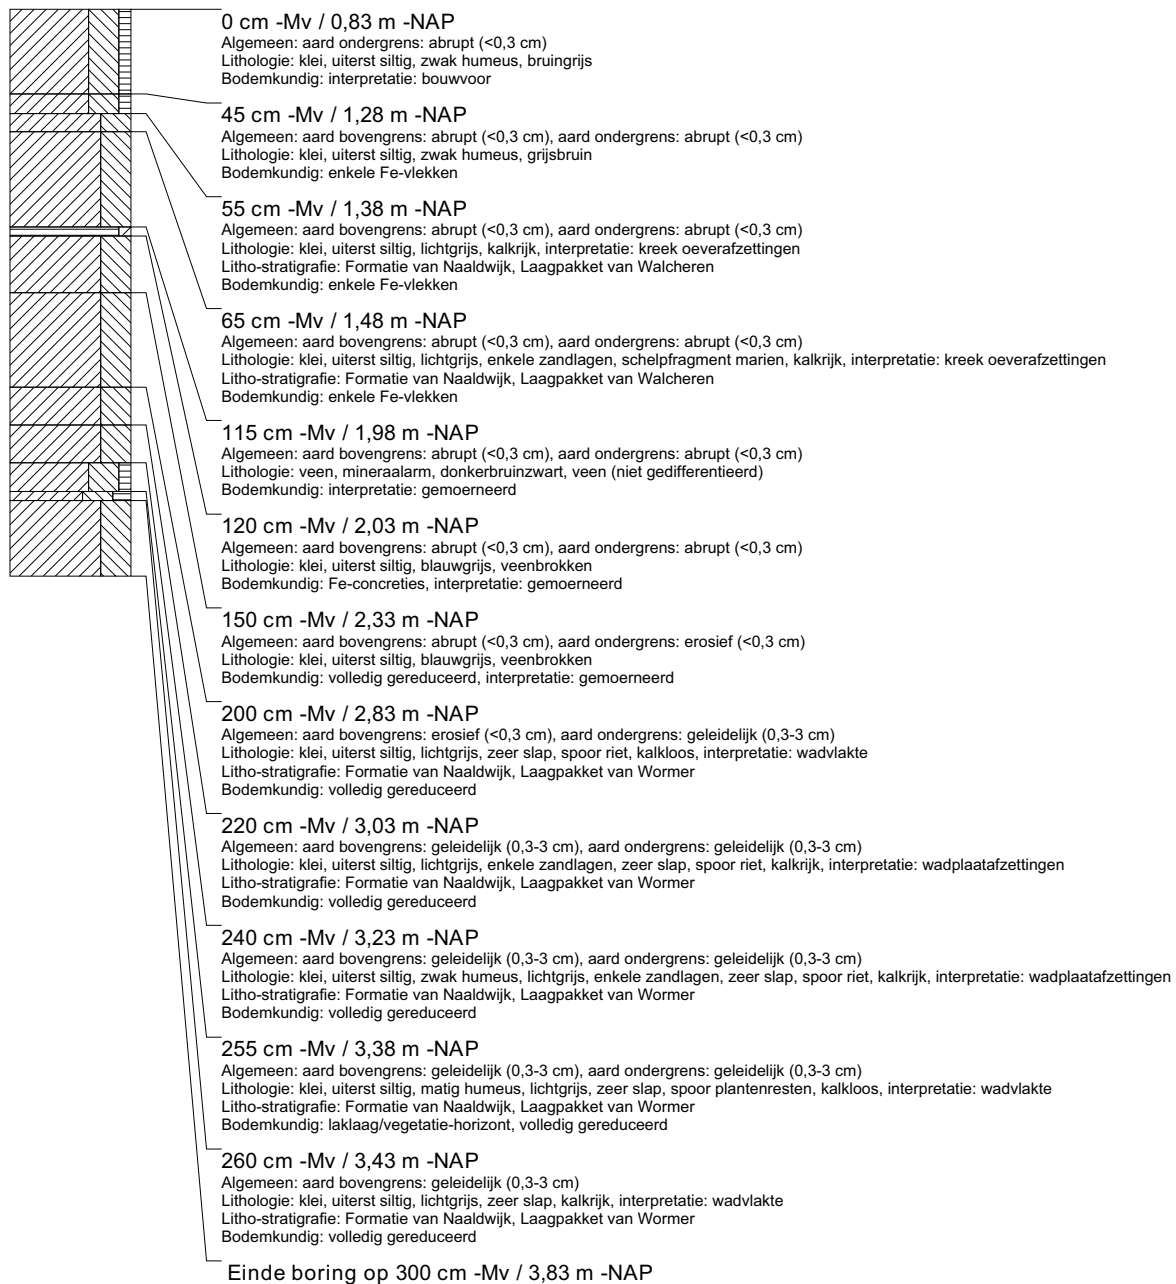 0 cm -Mv / 0,83 m -NAP
Algemeen: aard ondergrens: abrupt (<0,3 cm)
Lithologie: klei, uiterst siltig, zwak humeus, bruingrijs
Bodemkundig: interpretatie: bouwvoor
45 cm -Mv / 1,28 m -NAP
Algemeen: aard bovengrens: abrupt (<0,3 cm), aard ondergrens: abrupt (<0,3 cm)
Lithologie: klei, uiterst siltig, zwak humeus, grijsbruin
Bodemkundig: enkele Fe-vlekken
55 cm -Mv / 1,38 m -NAP
Algemeen: aard bovengrens: abrupt (<0,3 cm), aard ondergrens: abrupt (<0,3 cm)
Lithologie: klei, uiterst siltig, lichtgrijs, kalkrijk, interpretatie: kreek oeverafzettingen
Litho-stratigrafie: Formatie van Naaldwijk, Laagpakket van Walcheren
Bodemkundig: enkele Fe-vlekken
65 cm -Mv / 1,48 m -NAP
Algemeen: aard bovengrens: abrupt (<0,3 cm), aard ondergrens: abrupt (<0,3 cm)
Lithologie: klei, uiterst siltig, lichtgrijs, enkele zandlagen, schelpfragment marien, kalkrijk, interpretatie: kreek oeverafzettingen
Litho-stratigrafie: Formatie van Naaldwijk, Laagpakket van Walcheren
Bodemkundig: enkele Fe-vlekken
115 cm -Mv / 1,98 m -NAP
Algemeen: aard bovengrens: abrupt (<0,3 cm), aard ondergrens: abrupt (<0,3 cm)
Lithologie: veen, mineraalarm, donkerbruinzwart, veen (niet gedifferentieerd)
Bodemkundig: interpretatie: gemoerneerd
120 cm -Mv / 2,03 m -NAP
Algemeen: aard bovengrens: abrupt (<0,3 cm), aard ondergrens: abrupt (<0,3 cm)
Lithologie: klei, uiterst siltig, blauwgrijs, veenbrokken
Bodemkundig: Fe-concreties, interpretatie: gemoerneerd
150 cm -Mv / 2,33 m -NAP
Algemeen: aard bovengrens: abrupt (<0,3 cm), aard ondergrens: erosief (<0,3 cm)
Lithologie: klei, uiterst siltig, blauwgrijs, veenbrokken
Bodemkundig: volledig gereduceerd, interpretatie: gemoerneerd
200 cm -Mv / 2,83 m -NAP
Algemeen: aard bovengrens: erosief (<0,3 cm), aard ondergrens: geleidelijk (0,3-3 cm)
Lithologie: klei, uiterst siltig, lichtgrijs, zeer slap, spoor riet, kalkloos, interpretatie: wadvlakte
Litho-stratigrafie: Formatie van Naaldwijk, Laagpakket van Wormer
Bodemkundig: volledig gereduceerd
220 cm -Mv / 3,03 m -NAP
Algemeen: aard bovengrens: geleidelijk (0,3-3 cm), aard ondergrens: geleidelijk (0,3-3 cm)
Lithologie: klei, uiterst siltig, lichtgrijs, enkele zandlagen, zeer slap, spoor riet, kalkrijk, interpretatie: wadplaatafzettingen
Litho-stratigrafie: Formatie van Naaldwijk, Laagpakket van Wormer
Bodemkundig: volledig gereduceerd
240 cm -Mv / 3,23 m -NAP
Algemeen: aard bovengrens: geleidelijk (0,3-3 cm), aard ondergrens: geleidelijk (0,3-3 cm)
Lithologie: klei, uiterst siltig, zwak humeus, lichtgrijs, enkele zandlagen, zeer slap, spoor riet, kalkrijk, interpretatie: wadplaatafzettingen
Litho-stratigrafie: Formatie van Naaldwijk, Laagpakket van Wormer
Bodemkundig: volledig gereduceerd
255 cm -Mv / 3,38 m -NAP
Algemeen: aard bovengrens: geleidelijk (0,3-3 cm), aard ondergrens: geleidelijk (0,3-3 cm)
Lithologie: klei, uiterst siltig, matig humeus, lichtgrijs, zeer slap, spoor plantenresten, kalkloos, interpretatie: wadvlakte
Litho-stratigrafie: Formatie van Naaldwijk, Laagpakket van Wormer
Bodemkundig: laklaag/vegetatie-horizont, volledig gereduceerd
260 cm -Mv / 3,43 m -NAP
Algemeen: aard bovengrens: geleidelijk (0,3-3 cm)
Lithologie: klei, uiterst siltig, lichtgrijs, zeer slap, kalkrijk, interpretatie: wadvlakte
Litho-stratigrafie: Formatie van Naaldwijk, Laagpakket van Wormer
Bodemkundig: volledig gereduceerd
Einde boring op 300 cm -Mv / 3,83 m -NAP